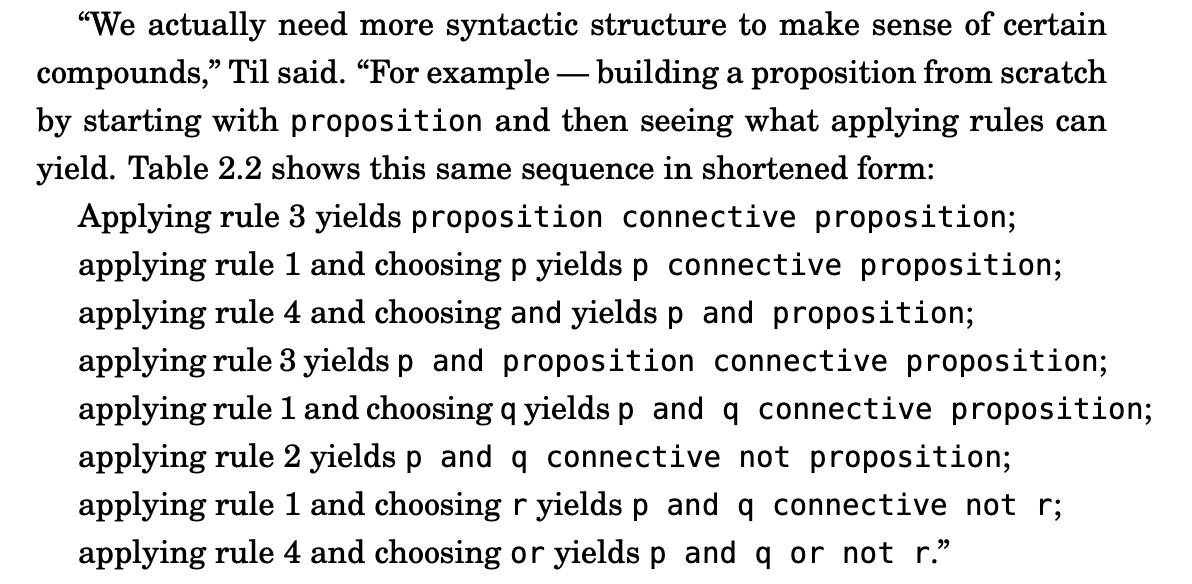 “We actually need more syntactic structure to make sense of certain
compounds,” Til said. “For example — building a proposition from scratch
by starting with proposition and then seeing what applying rules can
yield. Table 2.2 shows this same sequence in shortened form:
Applying rule 3 yields proposition connective proposition;
applying rule 1 and choosing p yields p connective proposition;
applying rule 4 and choosing and yields p and proposition;
applying rule 3 yields p and proposition connective proposition;
applying rule 1 and choosing q yields p and q connective proposition;
applying rule 2 yields p and q connective not proposition;
applying rule 1 and choosing r yields p and q connective not r;
applying rule 4 and choosing or yields p and q or not r.”